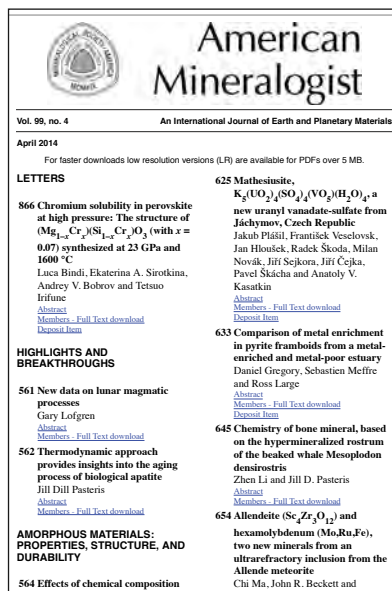 American
Mineralogist
Vol. 99, no. 4
An International Journal of Earth and Planetary Materials
April 2014
For faster downloads low resolution versions (LR) are available for PDFs over 5 MB.
LETTERS
866 Chromium solubility in perovskite
at high pressure: The structure of
(Mg1–xCrx)(Si1–xCrx)O3 (with x =
0.07) synthesized at 23 GPa and
1600 °C
Luca Bindi, Ekaterina A. Sirotkina,
Andrey V. Bobrov and Tetsuo
Irifune
Abstract
Members - Full Text download
Deposit Item
HIGHLIGHTS AND
BREAKTHROUGHS
561 New data on lunar magmatic
processes
Gary Lofgren
Abstract
Members - Full Text download
562 Thermodynamic approach
provides insights into the aging
process of biological apatite
Jill Dill Pasteris
Abstract
Members - Full Text download
AMORPHOUS MATERIALS:
PROPERTIES, STRUCTURE, AND
DURABILITY
564 Effects of chemical composition
625 Mathesiusite,
K5(UO2)4(SO4)4(VO5)(H2O)4, a
new uranyl vanadate-sulfate from
Jáchymov, Czech Republic
Jakub Plášil, František Veselovsk,
Jan Hloušek, Radek Škoda, Milan
Novák, Jiří Sejkora, Jiří Čejka,
Pavel Škácha and Anatoly V.
Kasatkin
Abstract
Members - Full Text download
Deposit Item
633 Comparison of metal enrichment
in pyrite framboids from a metal-
enriched and metal-poor estuary
Daniel Gregory, Sebastien Meffre
and Ross Large
Abstract
Members - Full Text download
Deposit Item
645 Chemistry of bone mineral, based
on the hypermineralized rostrum
of the beaked whale Mesoplodon
densirostris
Zhen Li and Jill D. Pasteris
Abstract
Members - Full Text download
654 Allendeite (Sc4Zr3O12) and
hexamolybdenum (Mo,Ru,Fe),
two new minerals from an
ultrarefractory inclusion from the
Allende meteorite
Chi Ma, John R. Beckett and